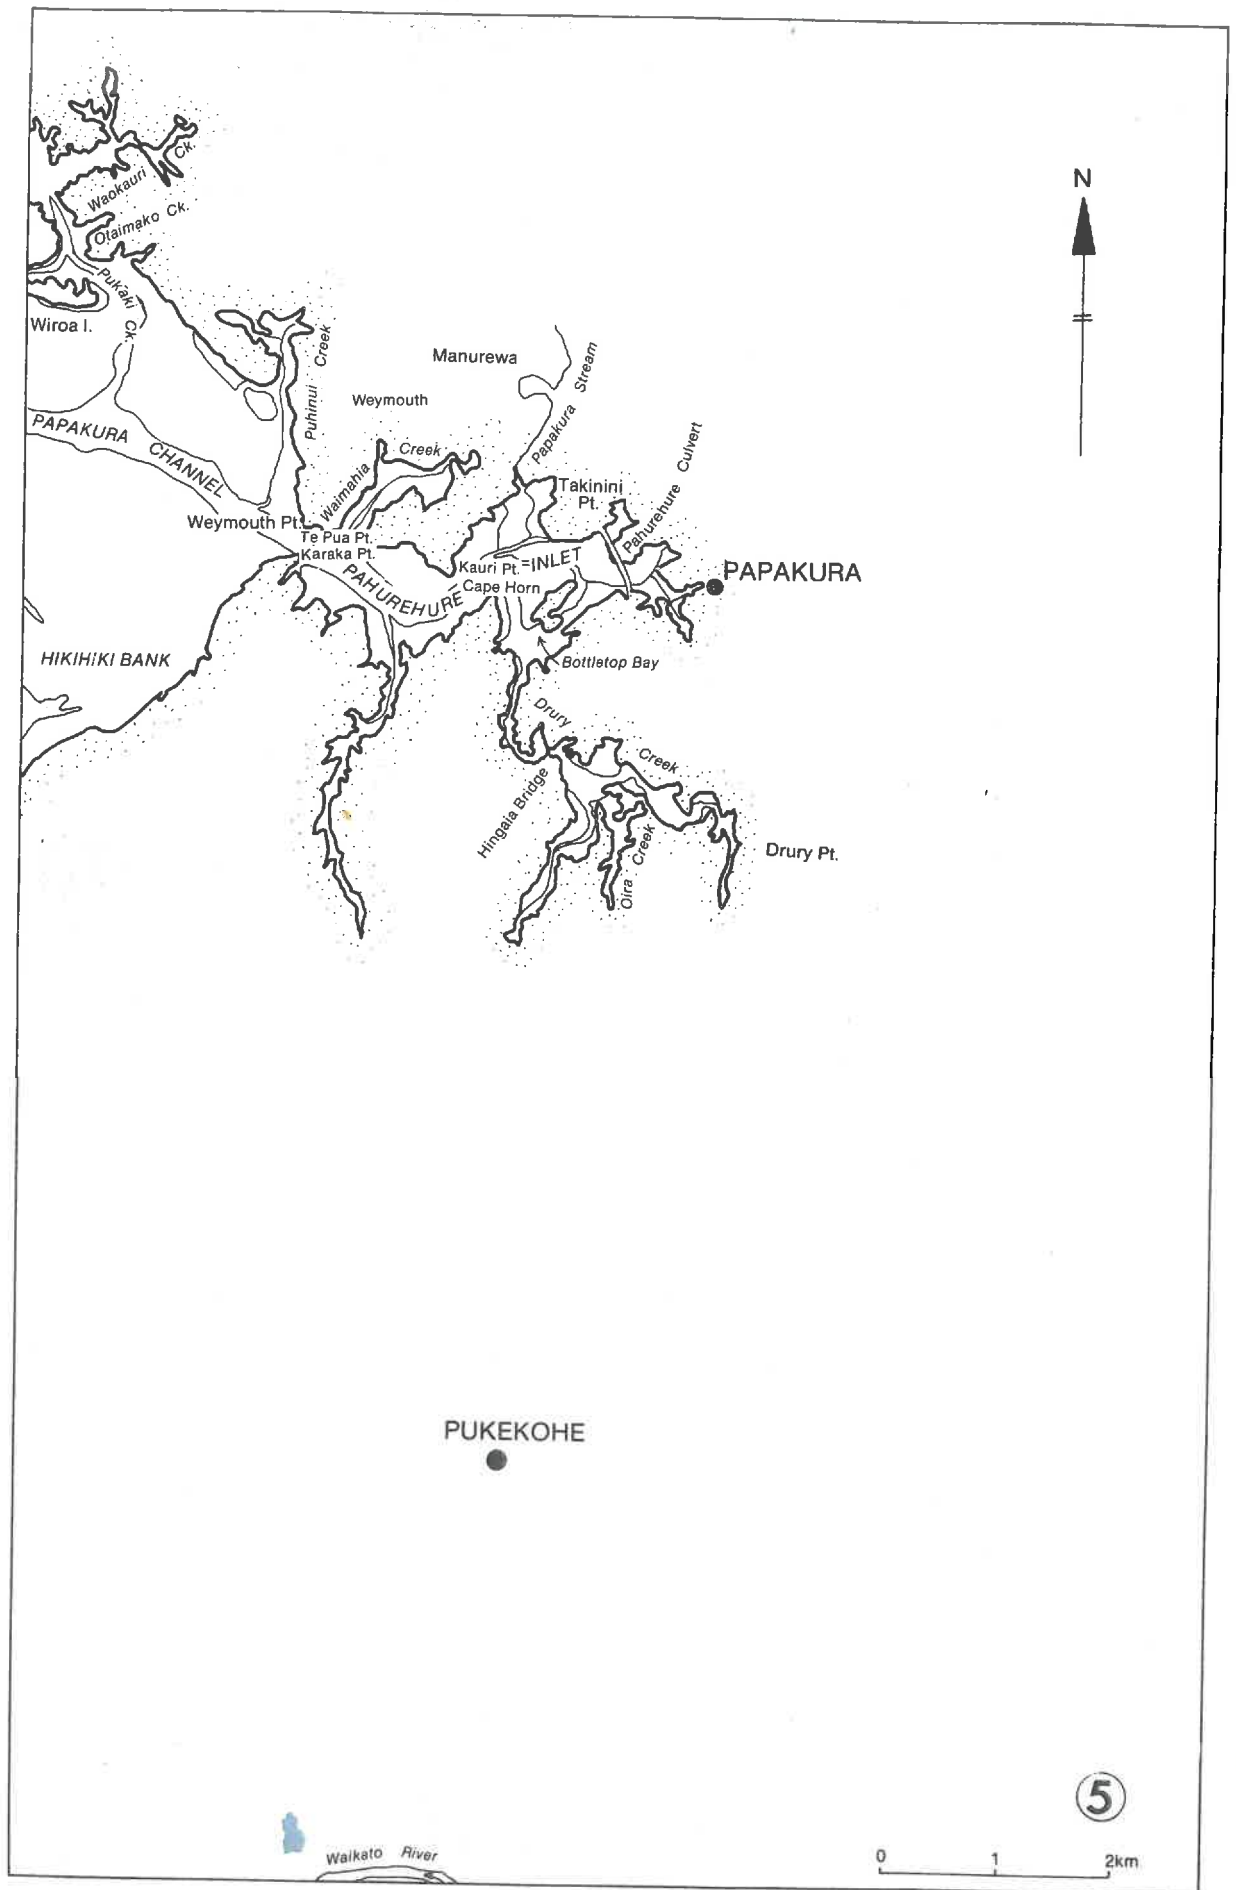 N
Waokauri Ck.
Otaimako Ck.
Pukaki Ck.
Wiroa I.
Puhinui Creek
Manurewa
Weymouth
Papakura Stream
PAPAKURA CHANNEL
Waimahia Creek
Takinini
Pt.
Pahurehure Culvert
Weymouth Pt.
Te Pua Pt.
Karaka Pt.
PAHUREHURE INLET
Kauri Pt.
Cape Horn
PAPAKURA
HIKIHIKI BANK
Bottletop Bay
Drury Creek
Hingaia Bridge
Oira Creek
Drury Pt.
PUKEKOHE
5
Waikato River
0 1 2km